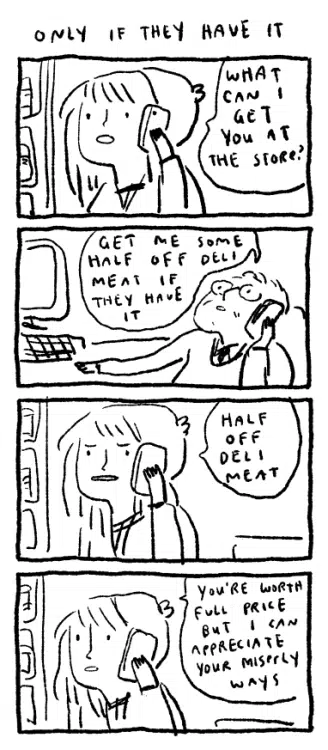 ONLY IF THEY HAVE IT
WHAT
CAN I
GET
YOU AT
THE STORE?
GET ME SOME
HALF OFF DELI
MEAT IF
THEY HAVE
IT
HALF
OFF
DELI
MEAT
YOU'RE WORTH
FULL PRICE
BUT I CAN
APPRECIATE
YOUR MISERLY
WAYS